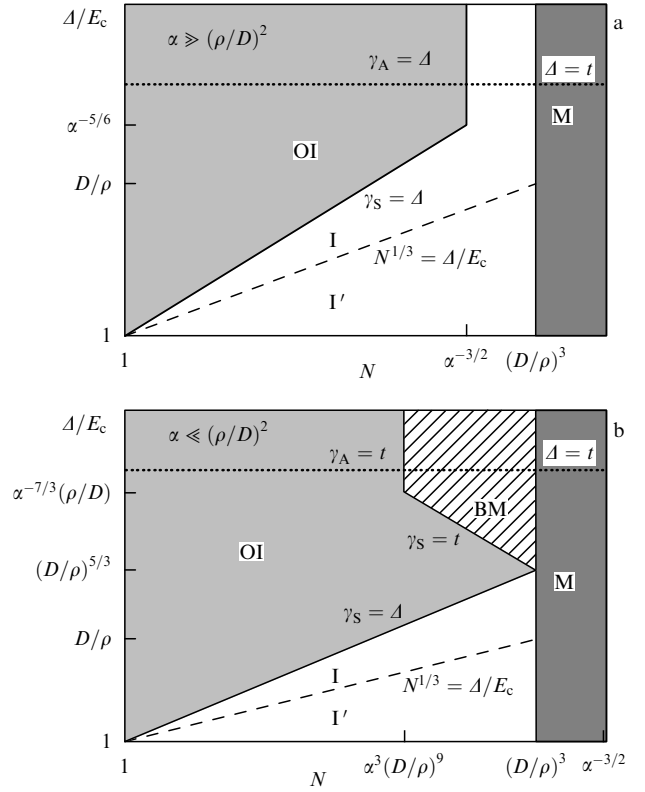 Δ/E_c
α ≫ (ρ/D)^2
a
γ_A = Δ
Δ = t
α^{-5/6}
M
OI
D/ρ
γ_S = Δ
I
N^{1/3} = Δ/E_c
I′
1
1
N
α^{-3/2}
(D/ρ)^3
Δ/E_c
α ≪ (ρ/D)^2
b
γ_A = t
Δ = t
α^{-7/3}(ρ/D)
BM
γ_S = t
OI
(D/ρ)^{5/3}
M
γ_S = Δ
D/ρ
I
N^{1/3} = Δ/E_c
I′
1
1
N
α^3(D/ρ)^9
(D/ρ)^3
α^{-3/2}